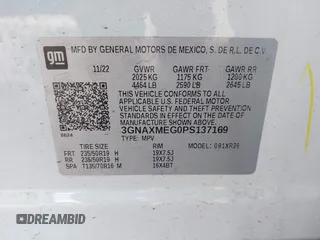 gm
MFD BY GENERAL MOTORS DE MEXICO, S. DE R.L. DE C.V.
11/22 GVWR GAWR FRT GAWR RR
2025 KG 1175 KG 1200 KG
4464 LB 2590 LB 2645 LB
THIS VEHICLE CONFORMS TO ALL APPLICABLE U.S. FEDERAL MOTOR VEHICLE SAFETY, BUMPER, AND THEFT PREVENTION STANDARDS IN EFFECT ON THE DATE OF MANUFACTURE SHOWN ABOVE.
3GNAXMEG0PS137169
TYPE: MPV
TIRE SIZE RIM MODEL:
FRT 235/50R19 H 19X7.5J
RR 235/50R19 H 19X7.5J
SPA T135/70R16 M 16X4BT
DREAMBID
.COM